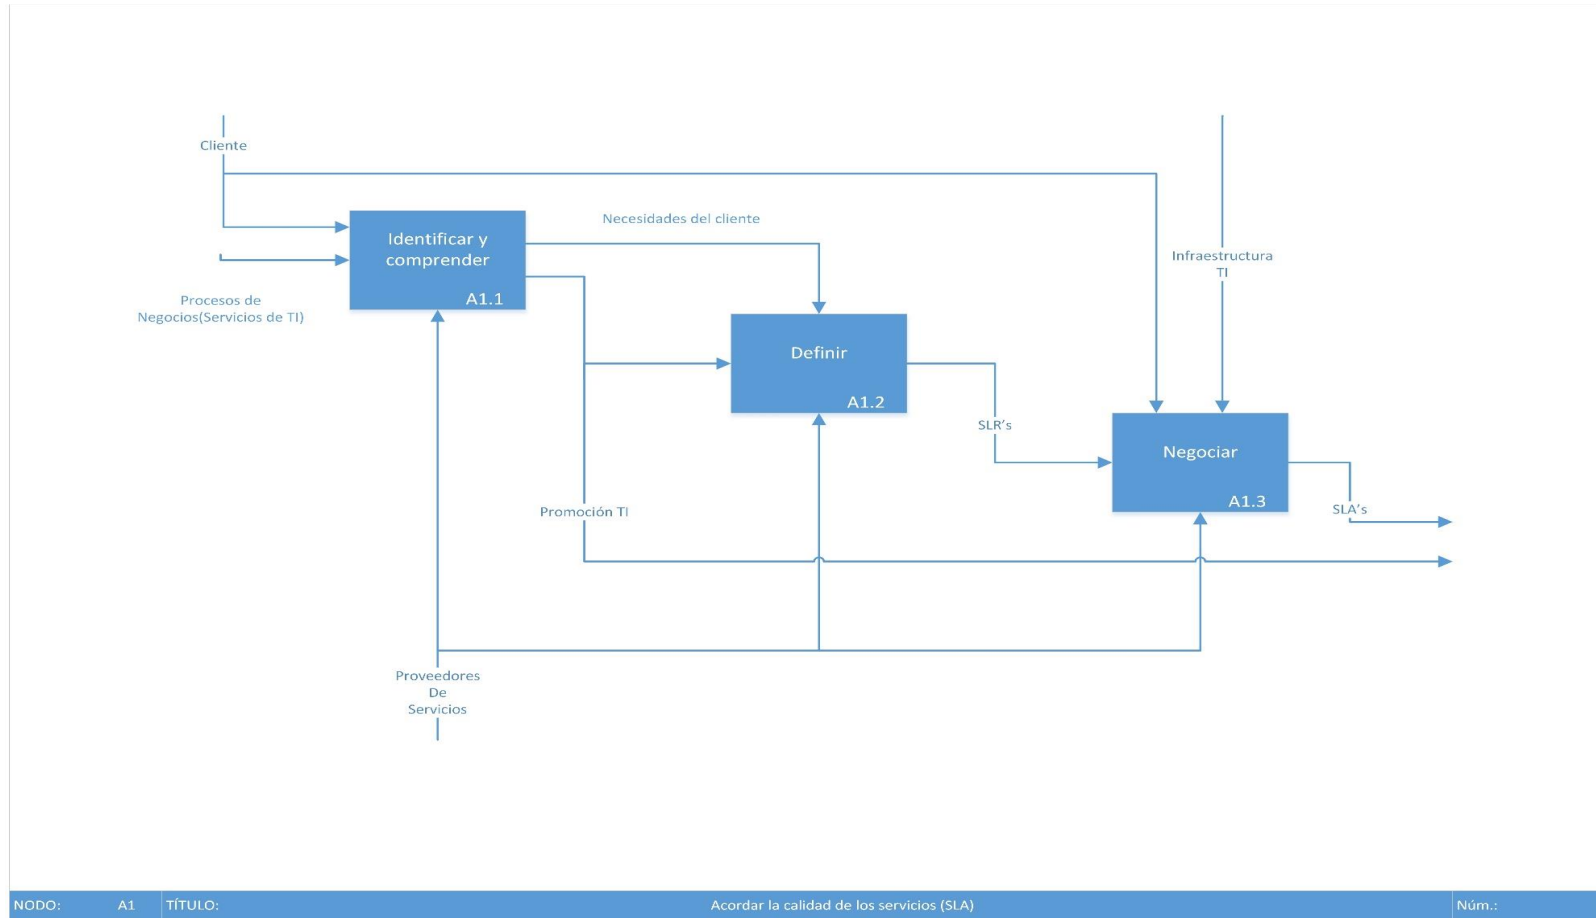 Cliente
Necesidades del cliente
Identificar y
comprender
A1.1
Infraestructura
TI
Procesos de
Negocios(Servicios de TI)
Definir
A1.2
SLR's
Negociar
A1.3
SLA's
Promoción TI
Proveedores
De
Servicios
NODO: A1 TÍTULO: Acordar la calidad de los servicios (SLA) Núm.: